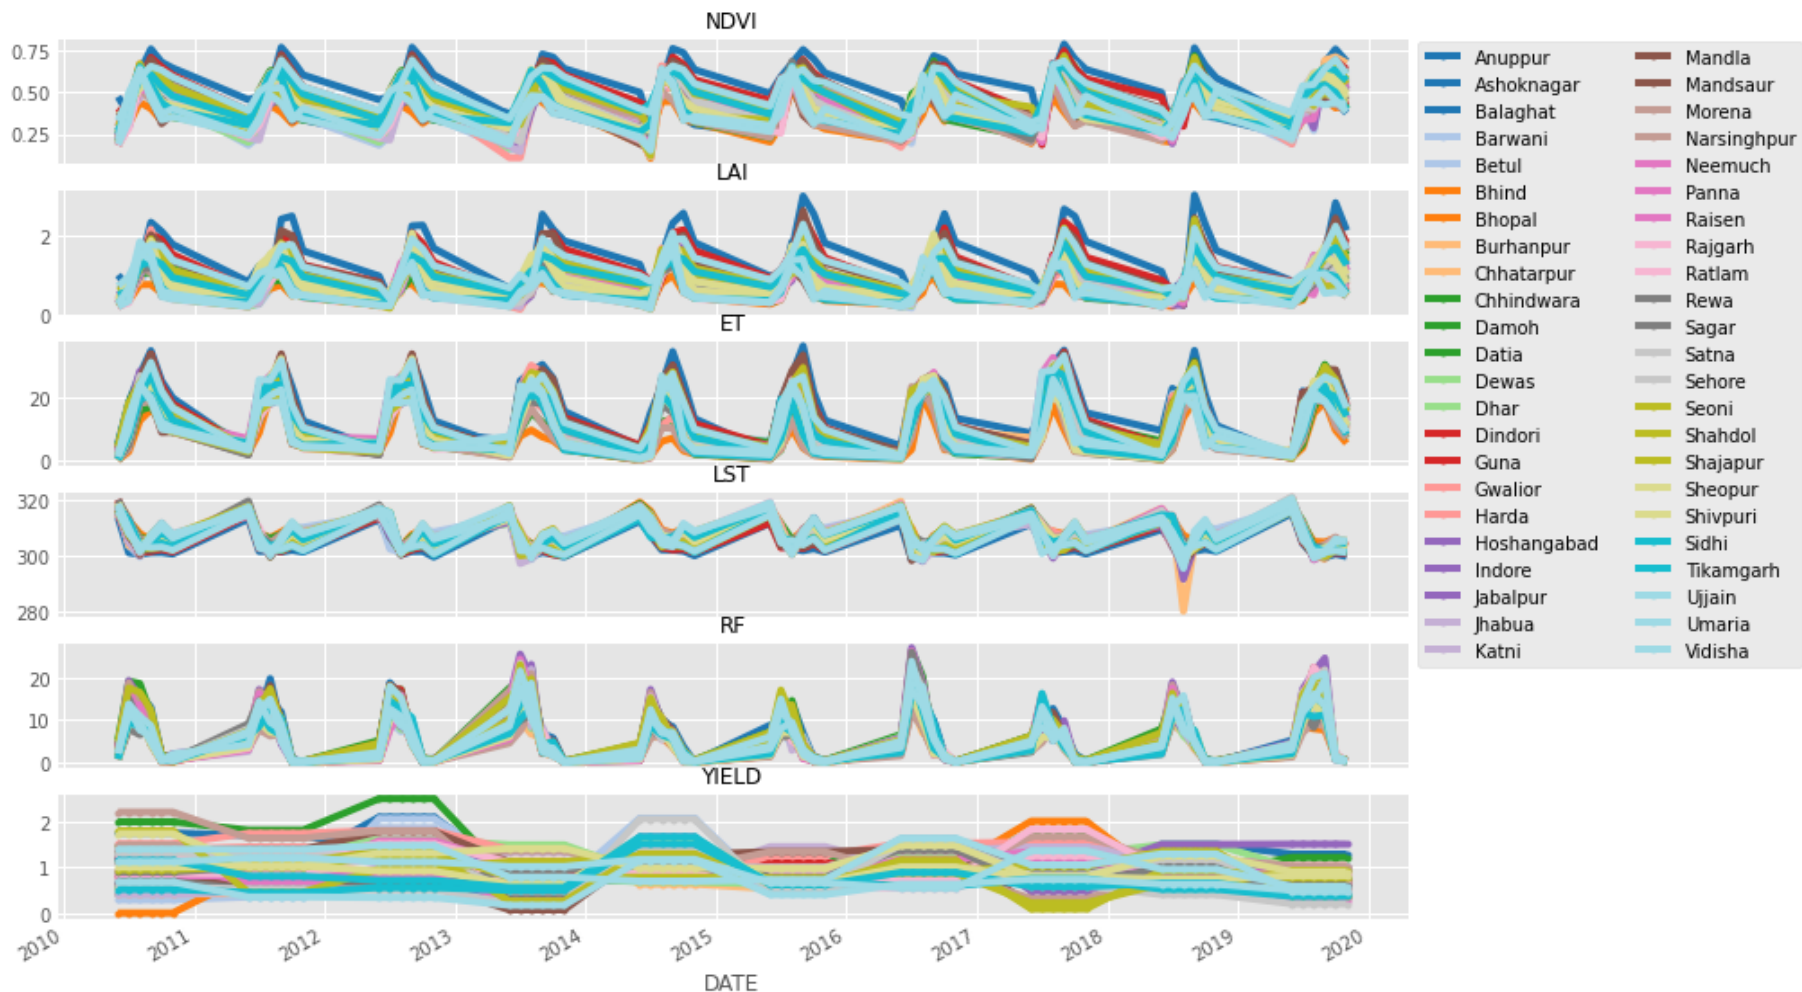 NDVI
0.75
0.50
0.25
LAI
2
0
ET
20
0
LST
320
300
280
RF
20
10
0
YIELD
2
1
0
2010 2011 2012 2013 2014 2015 2016 2017 2018 2019 2020
DATE
Anuppur
Ashoknagar
Balaghat
Barwani
Betul
Bhind
Bhopal
Burhanpur
Chhatarpur
Chhindwara
Damoh
Datia
Dewas
Dhar
Dindori
Guna
Gwalior
Harda
Hoshangabad
Indore
Jabalpur
Jhabua
Katni
Mandla
Mandsaur
Morena
Narsinghpur
Neemuch
Panna
Raisen
Rajgarh
Ratlam
Rewa
Sagar
Satna
Sehore
Seoni
Shahdol
Shajapur
Sheopur
Shivpuri
Sidhi
Tikamgarh
Ujjain
Umaria
Vidisha